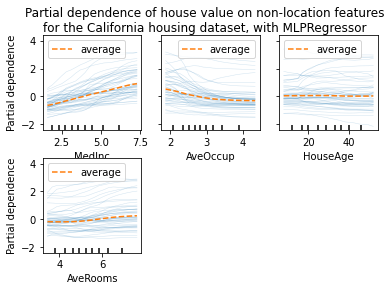 Partial dependence of house value on non-location features
for the California housing dataset, with MLPRegressor
Partial dependence
4
2
0
−2
average
average
average
2.5 5.0 7.5
2 3 4
20 40
MedInc
AveOccup
HouseAge
Partial dependence
4
2
0
−2
average
4 6
AveRooms